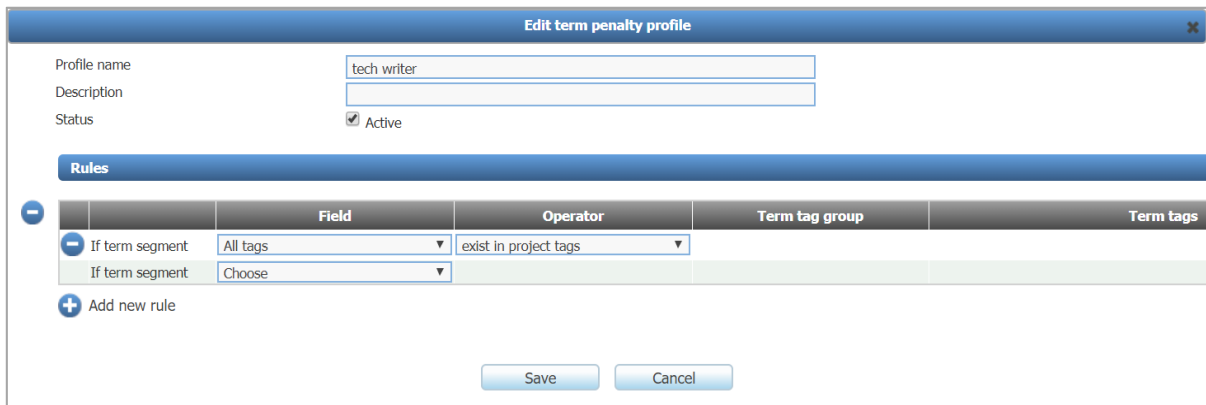 Edit term penalty profile
Profile name tech writer
Description
Status Active
Rules
Field Operator Term tag group Term tags
If term segment All tags exist in project tags
If term segment Choose
Add new rule
Save Cancel